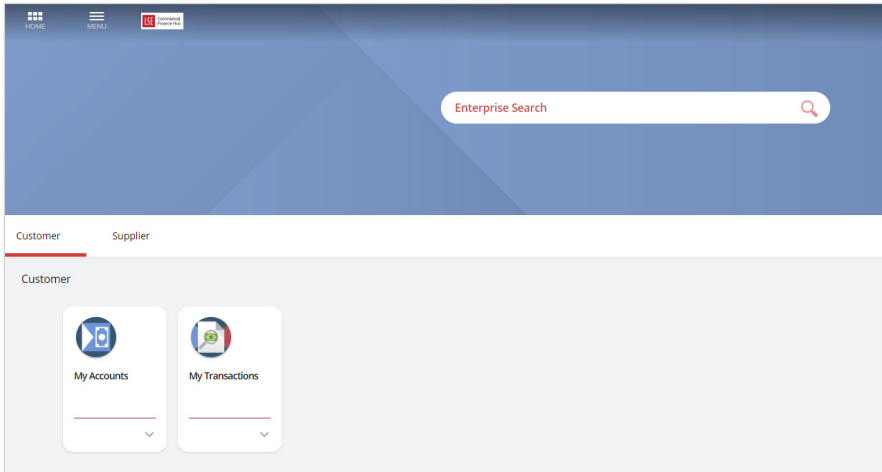 HOME
MENU
LSE
Commercial
Finance Hub
Enterprise Search
Customer
Supplier
Customer
My Accounts
My Transactions